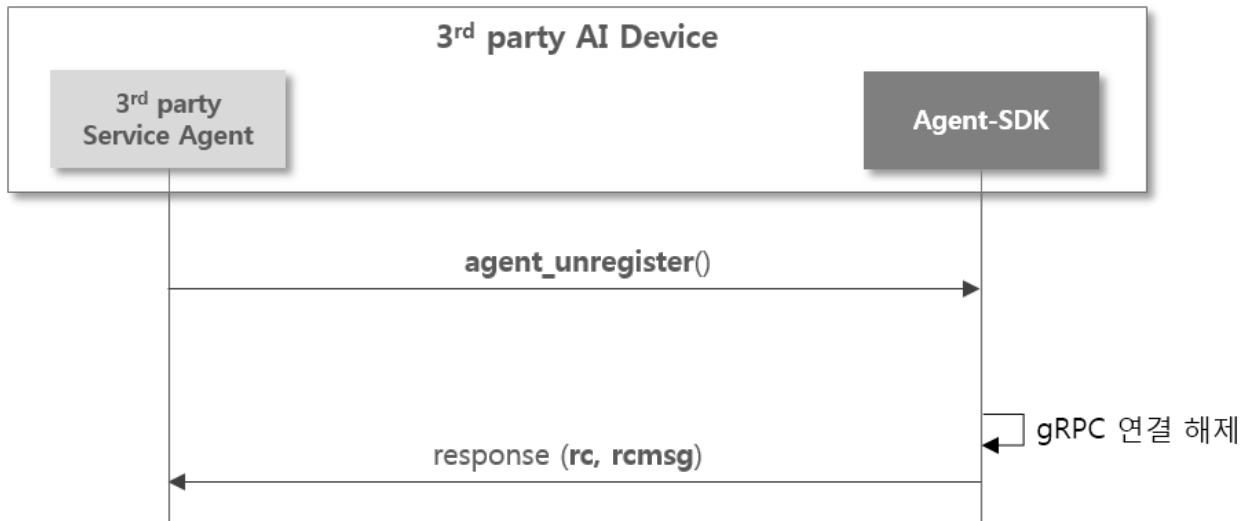 3rd party AI Device
3rd party
Service Agent
Agent-SDK
agent_unregister()
gRPC 연결 해제
response (rc, rcmsg)